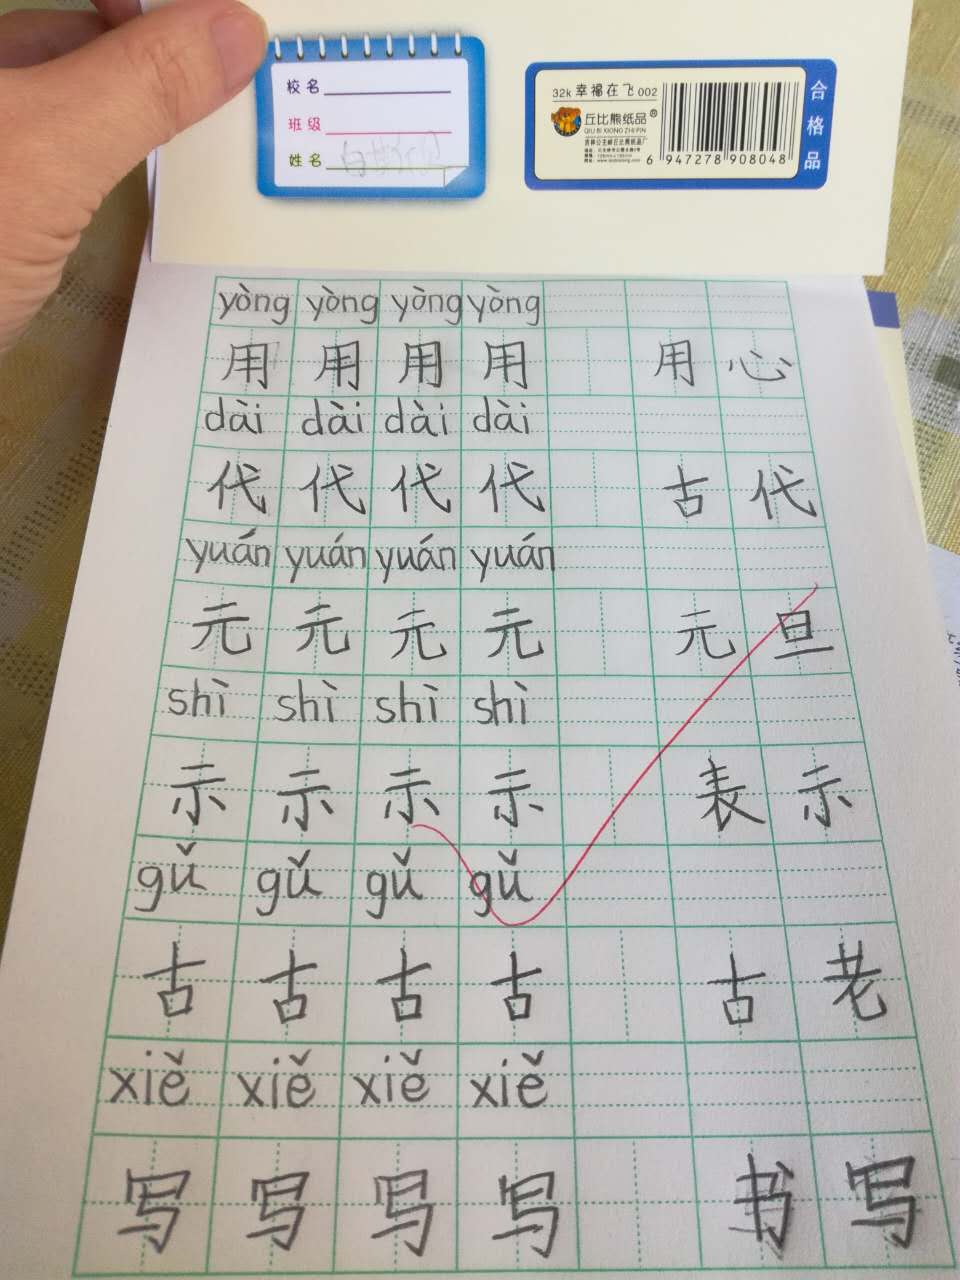 校名
班级
姓名
32k 幸福在飞 002
丘比熊纸品®
QIU BI XIONG ZHI PIN
6 947278 908048
合格品
yòng yòng yòng yòng
用 用 用 用 用 心
dài dài dài dài
代 代 代 代 古 代
yuán yuán yuán yuán
元 元 元 元 元 旦
shì shì shì shì
示 示 示 示 表 示
gǔ gǔ gǔ gǔ
古 古 古 古 古 老
xiě xiě xiě xiě
写 写 写 写 书 写